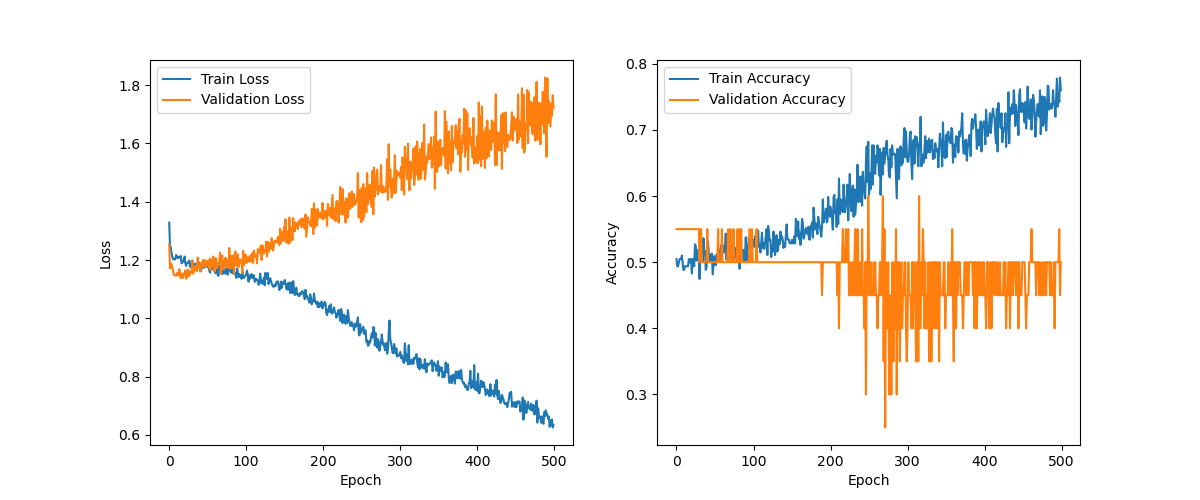 Train Loss
Validation Loss
1.8
1.6
1.4
1.2
1.0
0.8
0.6
Loss
0 100 200 300 400 500
Epoch
Train Accuracy
Validation Accuracy
0.8
0.7
0.6
0.5
0.4
0.3
Accuracy
0 100 200 300 400 500
Epoch